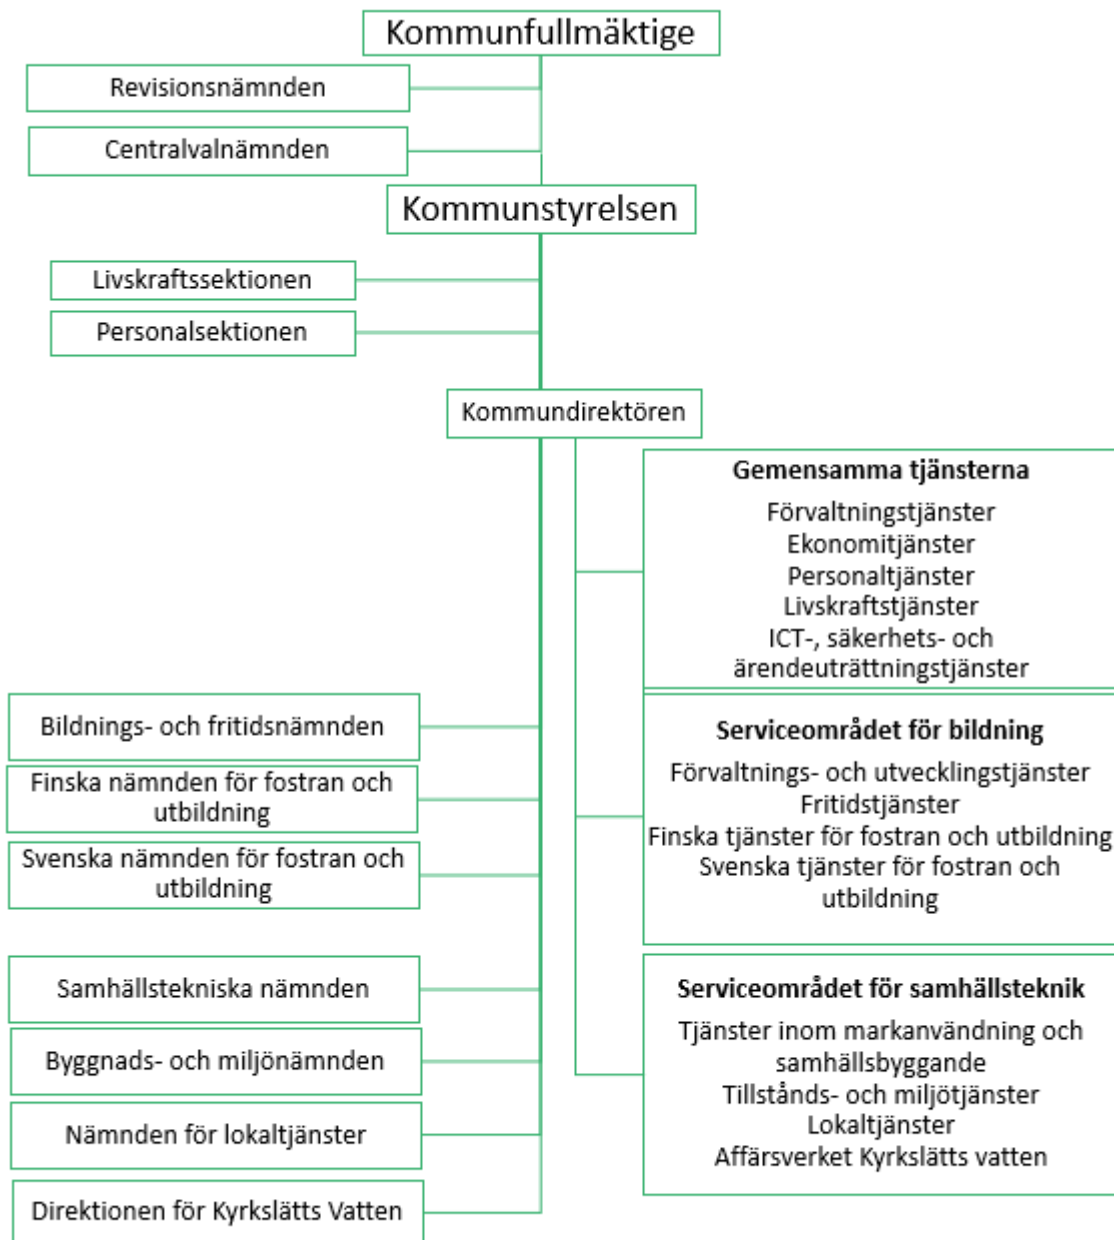 Kommunfullmäktige
Revisionsnämnden
Centralvalnämnden
Kommunstyrelsen
Livskraftssektionen
Personalsektionen
Kommundirektören
Gemensamma tjänsterna
Förvaltningstjänster
Ekonomitjänster
Personaltjänster
Livskraftstjänster
ICT-, säkerhets- och
ärendeuträttningstjänster
Bildnings- och fritidsnämnden
Finska nämnden för fostran och
utbildning
Svenska nämnden för fostran och
utbildning
Serviceområdet för bildning
Förvaltnings- och utvecklingstjänster
Fritidstjänster
Finska tjänster för fostran och utbildning
Svenska tjänster för fostran och
utbildning
Samhällstekniska nämnden
Byggnads- och miljönämnden
Nämnden för lokaltjänster
Direktionen för Kyrkslätts Vatten
Serviceområdet för samhällsteknik
Tjänster inom markanvändning och
samhällsbyggande
Tillstånds- och miljötjänster
Lokaltjänster
Affärsverket Kyrkslätts vatten